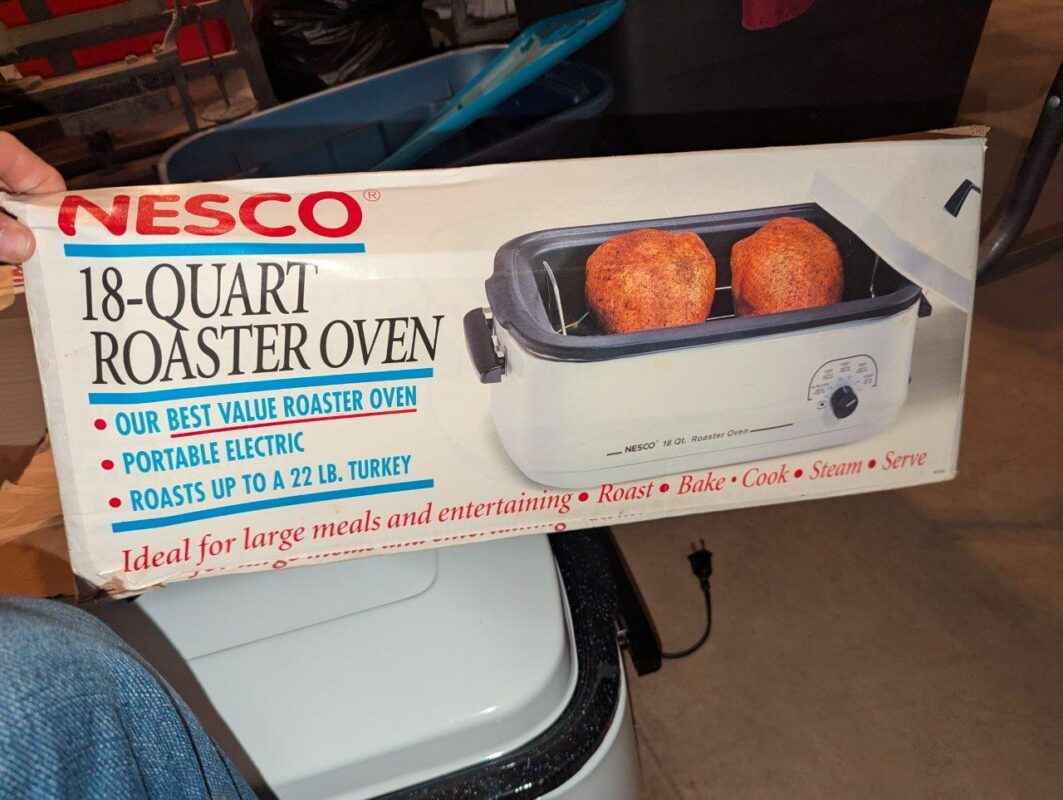 NESCO®
18-QUART
ROASTER OVEN
• OUR BEST VALUE ROASTER OVEN
• PORTABLE ELECTRIC
• ROASTS UP TO A 22 LB. TURKEY
Ideal for large meals and entertaining • Roast • Bake • Cook • Steam • Serve
NESCO® 18 Qt. Roaster Oven